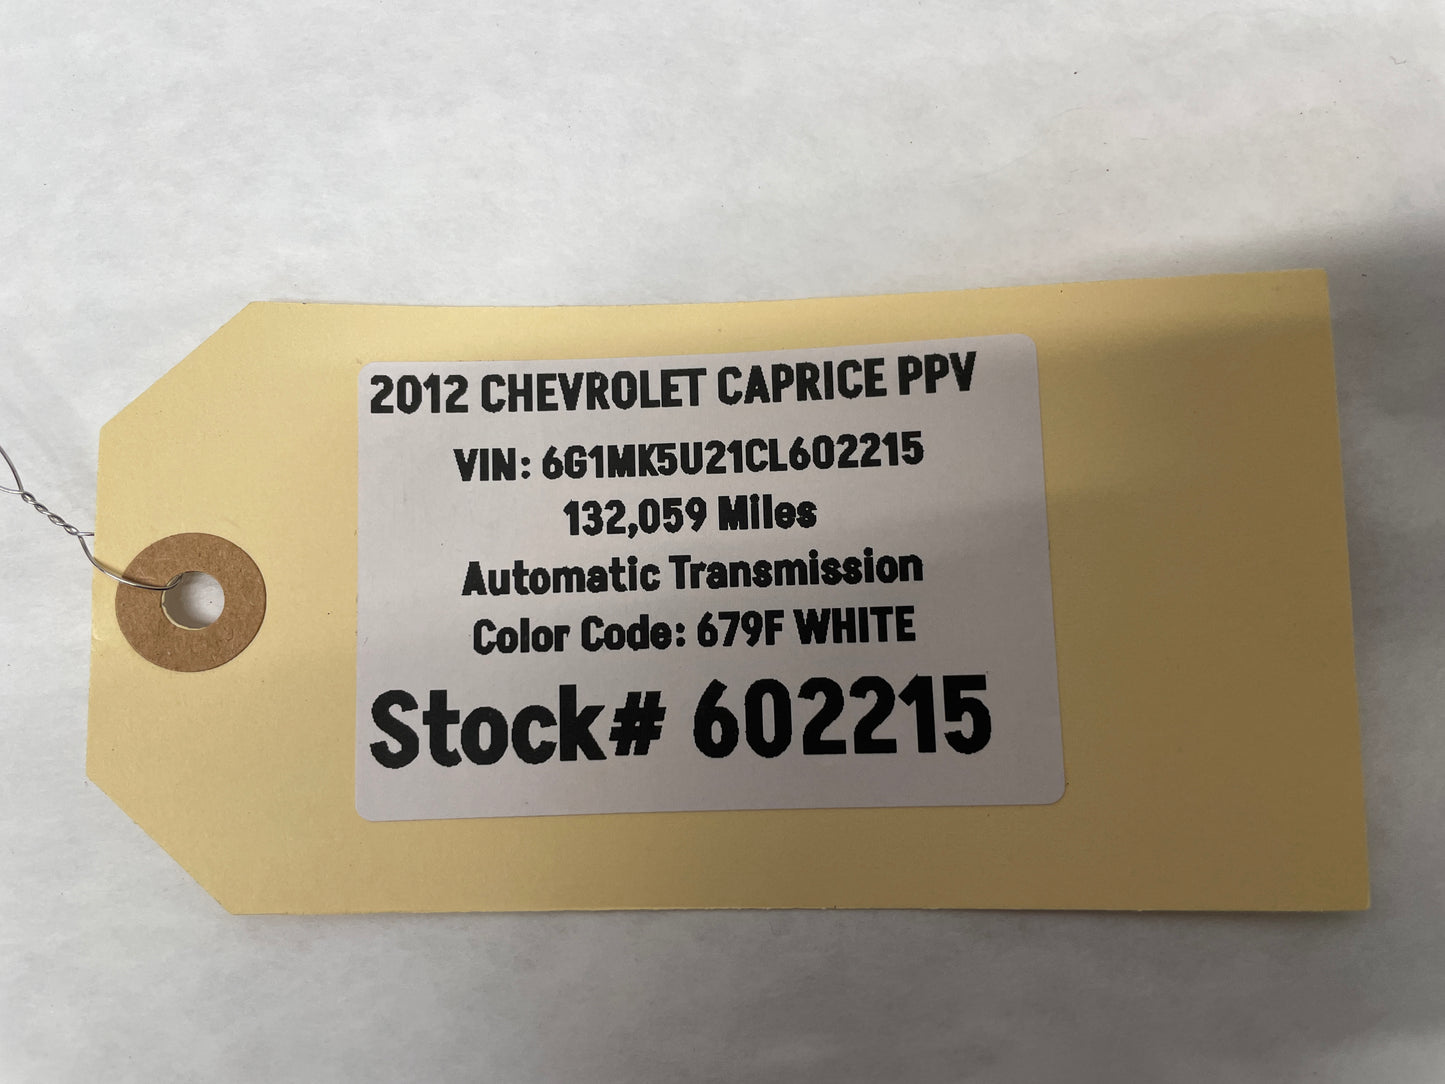 2012 CHEVROLET CAPRICE PPV
VIN: 6G1MK5U21CL602215
132,059 Miles
Automatic Transmission
Color Code: 679F WHITE
Stock# 602215